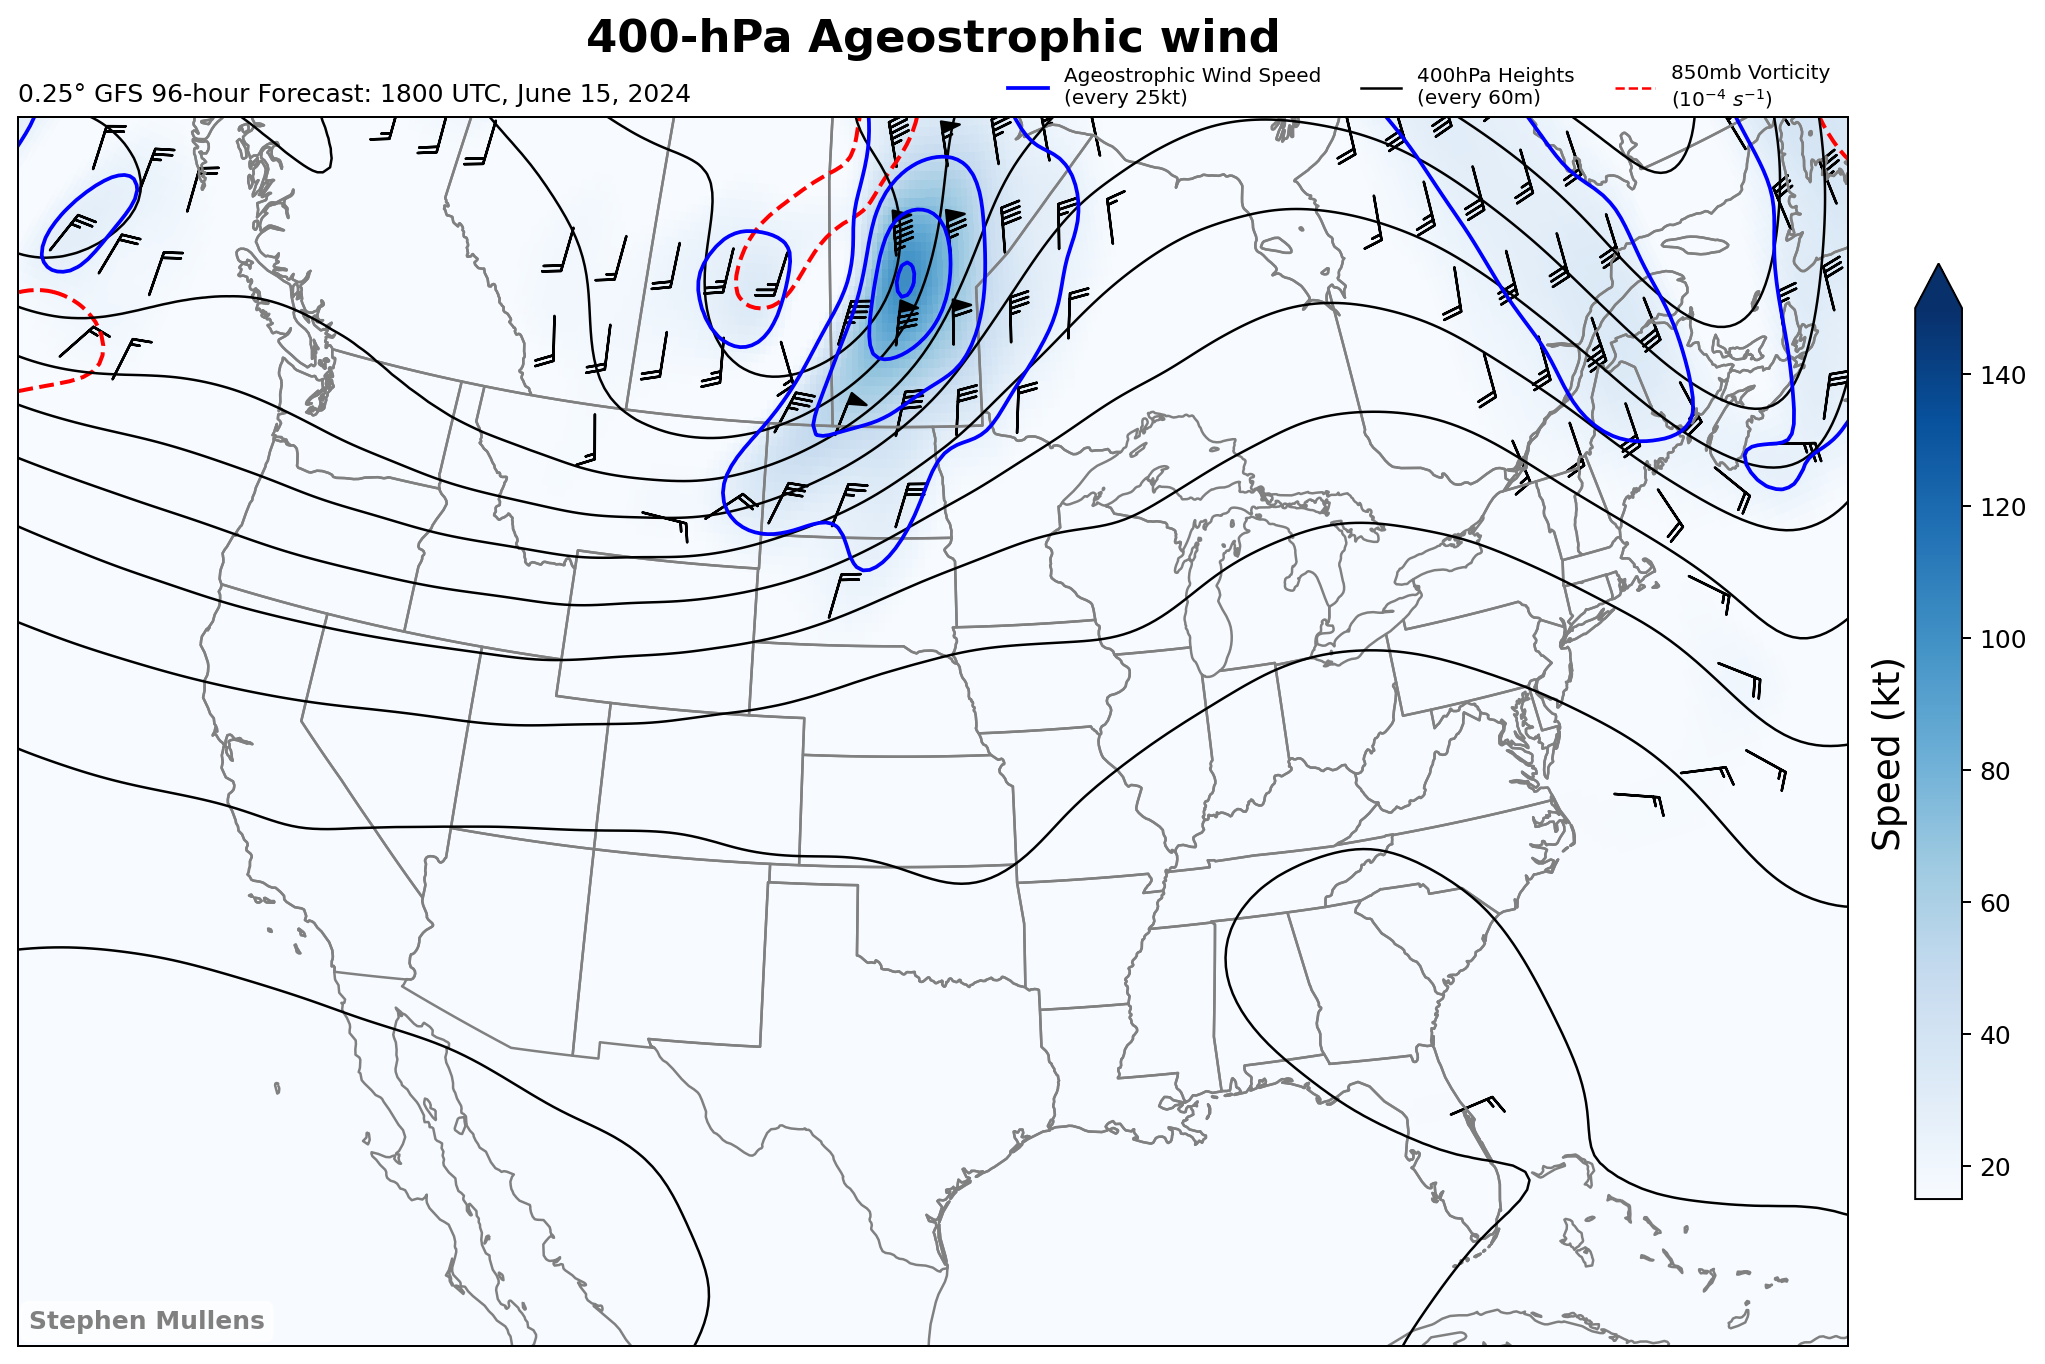 400-hPa Ageostrophic wind
0.25° GFS 96-hour Forecast: 1800 UTC, June 15, 2024
Ageostrophic Wind Speed
(every 25kt)
400hPa Heights
(every 60m)
850mb Vorticity
(10⁻⁴ s⁻¹)
140
120
100
80
60
40
20
Speed (kt)
Stephen Mullens